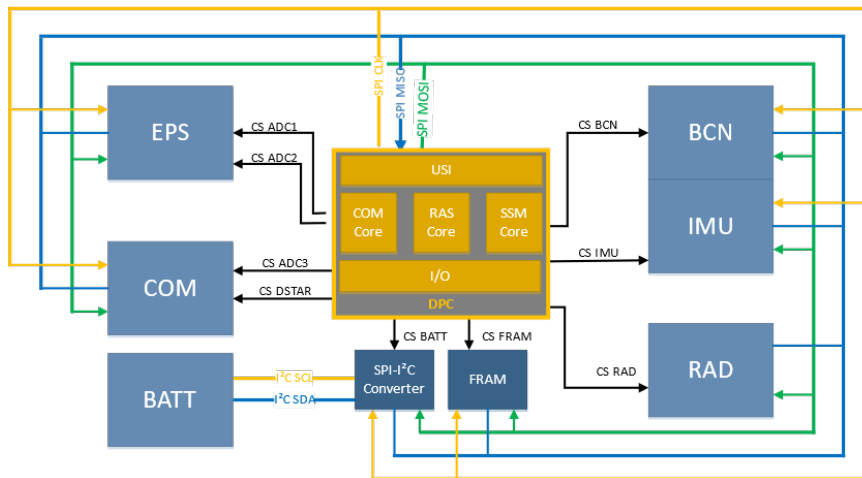 SPI CLK
SPI MISO
SPI MOSI
EPS
CS ADC1
CS ADC2
CS BCN
BCN
USI
COM
Core
RAS
Core
SSM
Core
IMU
CS IMU
COM
CS ADC3
CS DSTAR
I/O
DPC
CS BATT
CS FRAM
SPI-I²C
Converter
FRAM
CS RAD
RAD
BATT
I²C SCL
I²C SDA